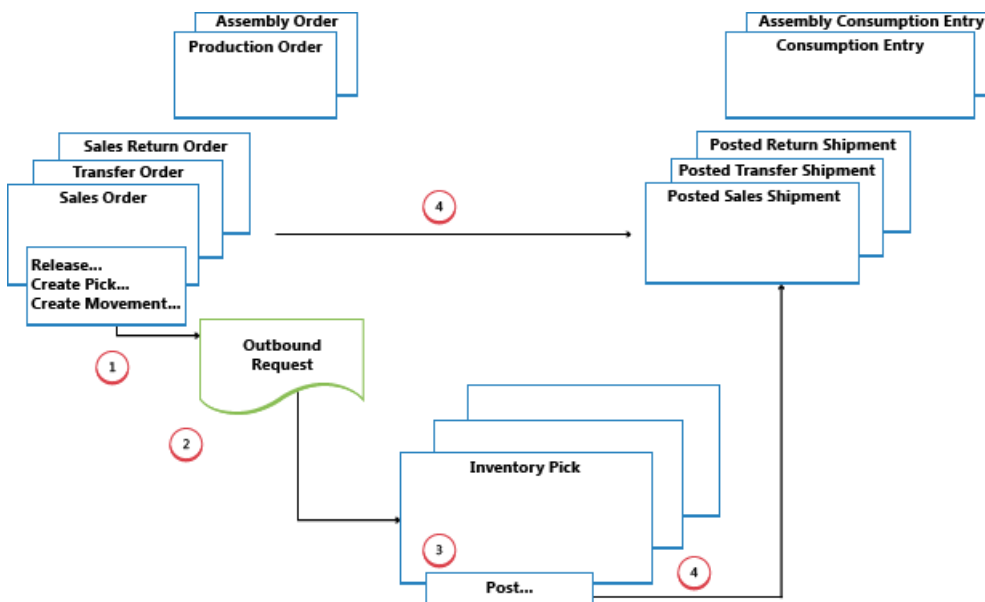 Assembly Order
Production Order
Assembly Consumption Entry
Consumption Entry
Sales Return Order
Transfer Order
Sales Order
Release...
Create Pick...
Create Movement...
4
Posted Return Shipment
Posted Transfer Shipment
Posted Sales Shipment
1
Outbound
Request
2
Inventory Pick
3
Post...
4